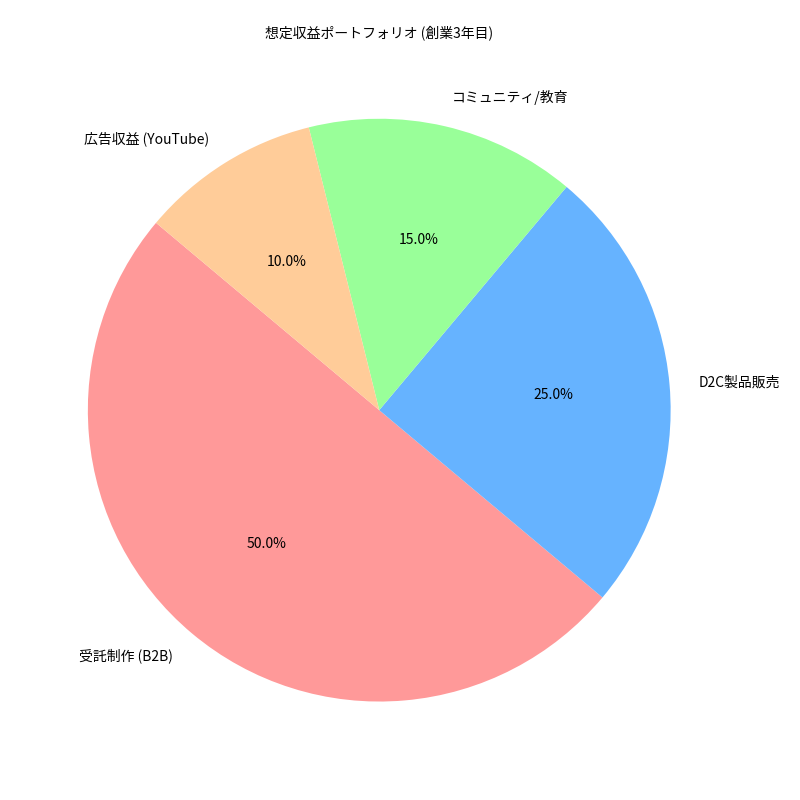 想定収益ポートフォリオ (創業3年目)
コミュニティ/教育
広告収益 (YouTube)
15.0%
10.0%
D2C製品販売
25.0%
50.0%
受託制作 (B2B)